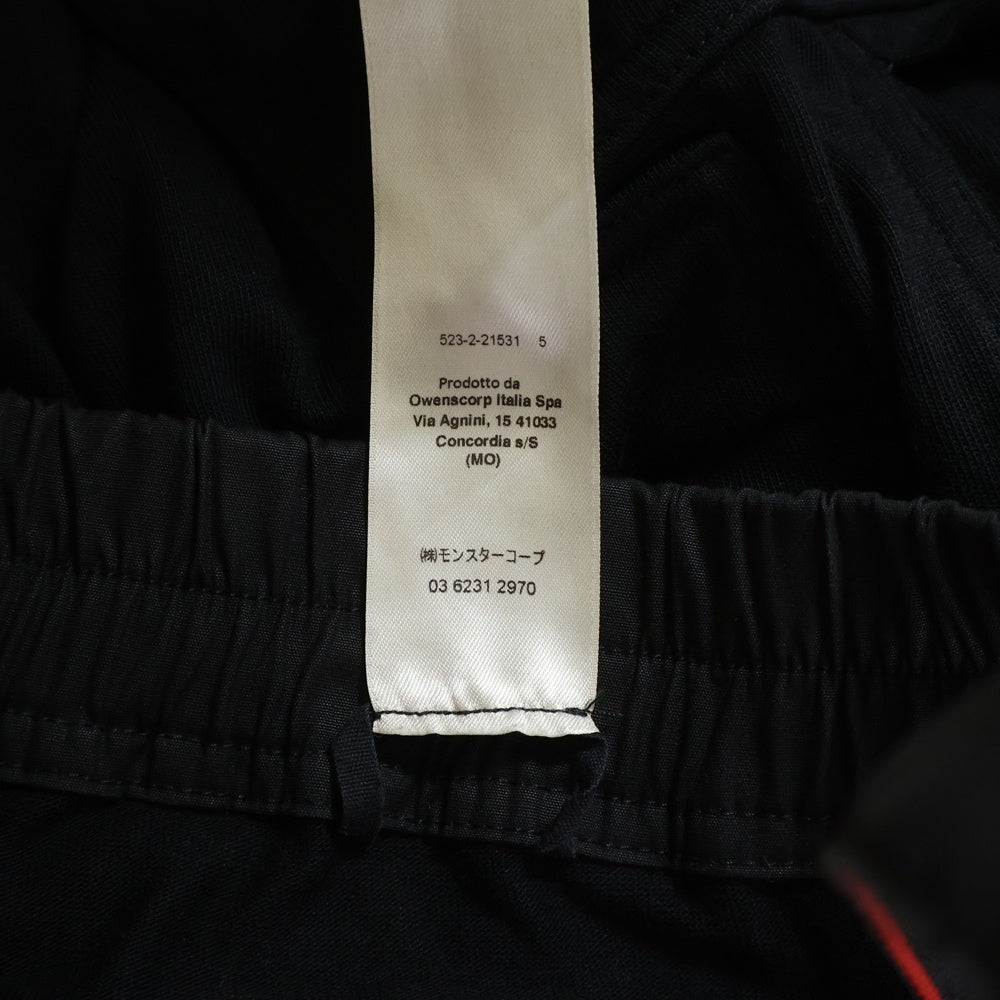 523-2-21531 5
Prodotto da
Owenscorp Italia Spa
Via Agnini, 15 41033
Concordia s/S
(MO)
㈱モンスターコープ
03 6231 2970